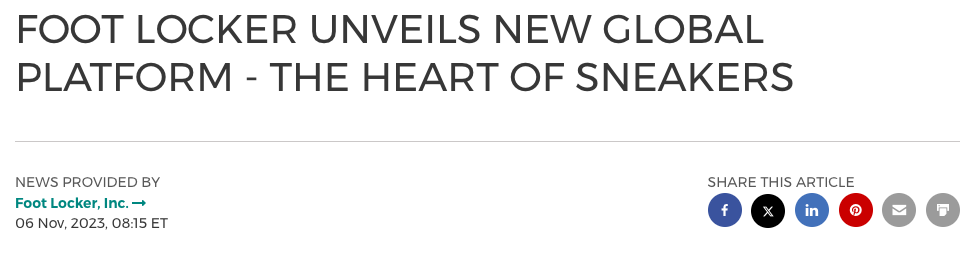 FOOT LOCKER UNVEILS NEW GLOBAL
PLATFORM - THE HEART OF SNEAKERS
NEWS PROVIDED BY
Foot Locker, Inc. →
06 Nov, 2023, 08:15 ET
SHARE THIS ARTICLE